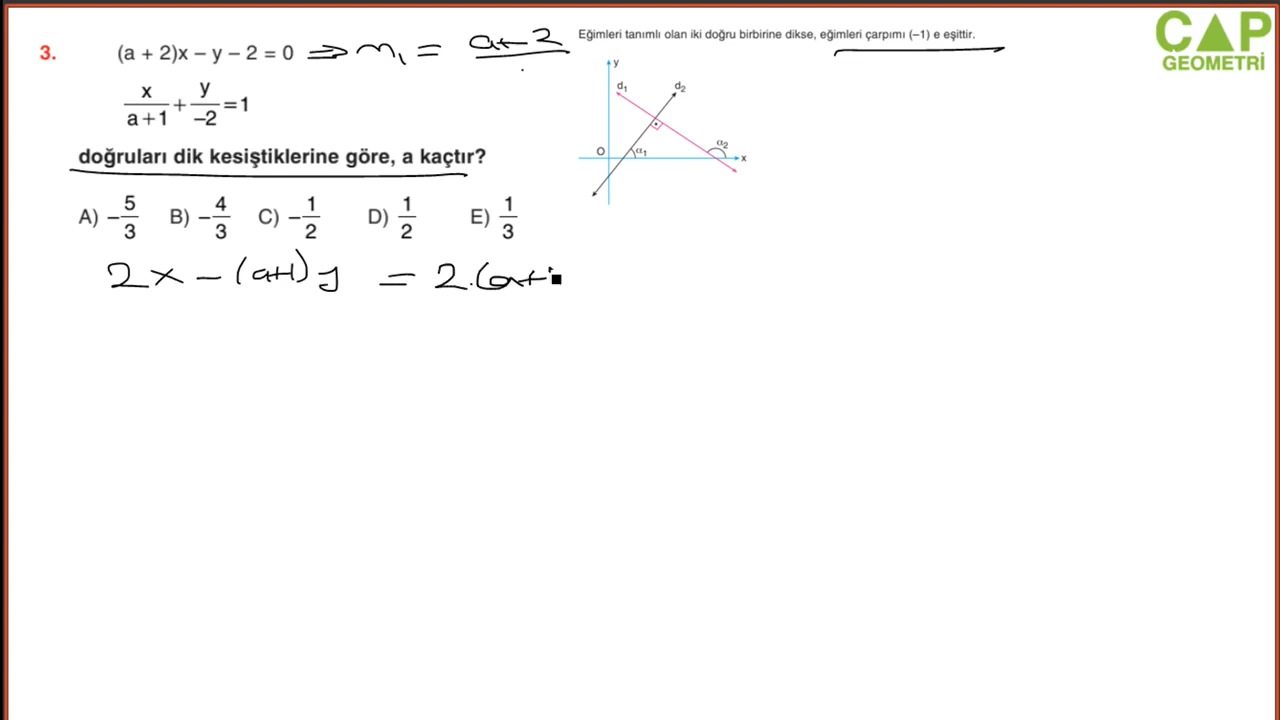 3. (a + 2)x – y – 2 = 0 ⇒ m₁ = a+2
x/(a+1) + y/–2 = 1
doğruları dik kesiştiklerine göre, a kaçtır?
A) –5/3 B) –4/3 C) –1/2 D) 1/2 E) 1/3
2x – (a+1)y = 2.(a+
Eğimleri tanımlı olan iki doğru birbirine dikse, eğimleri çarpımı (–1) e eşittir.
y
d₁ d₂
O α₁ α₂ x
CAP
GEOMETRİ